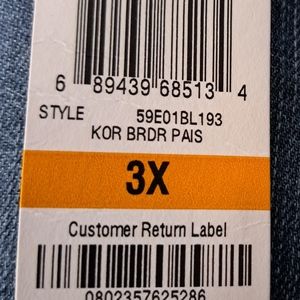 6 89439 68513 4
STYLE 59E01BL193
KOR BRDR PAIS
3X
Customer Return Label
0802357625286